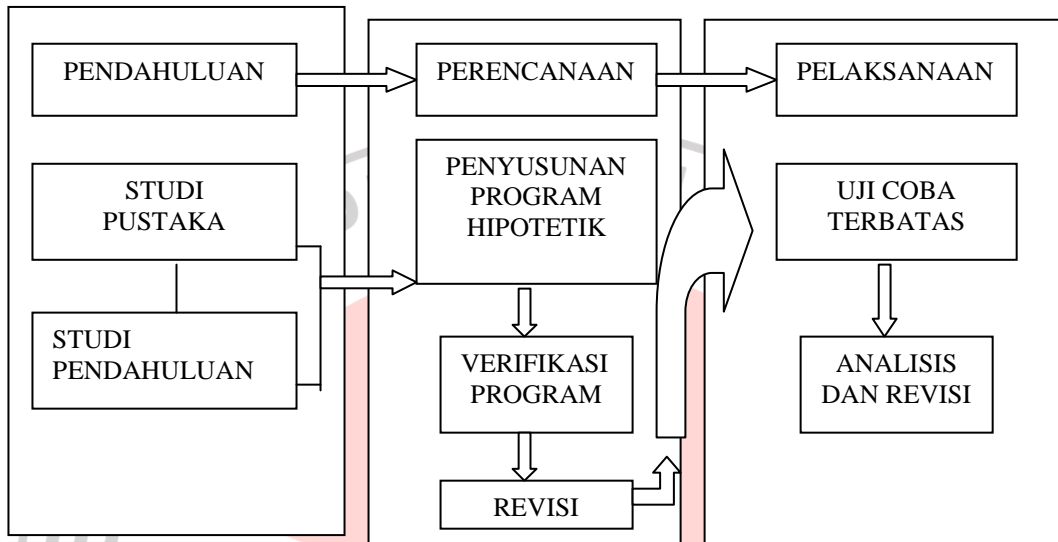 PENDAHULUAN
PERENCANAAN
PELAKSANAAN
STUDI
PUSTAKA
STUDI
PENDAHULUAN
PENYUSUNAN
PROGRAM
HIPOTETIK
VERIFIKASI
PROGRAM
REVISI
UJI COBA
TERBATAS
ANALISIS
DAN REVISI